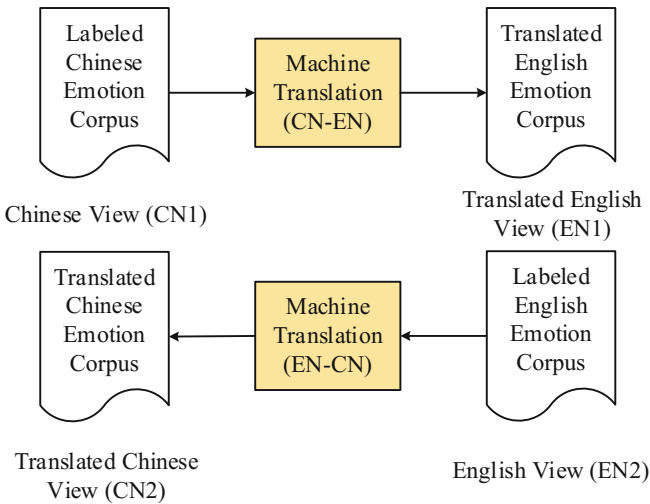 Labeled
Chinese
Emotion
Corpus
Machine
Translation
(CN-EN)
Translated
English
Emotion
Corpus
Chinese View (CN1)
Translated English
View (EN1)
Translated
Chinese
Emotion
Corpus
Machine
Translation
(EN-CN)
Labeled
English
Emotion
Corpus
Translated Chinese
View (CN2)
English View (EN2)